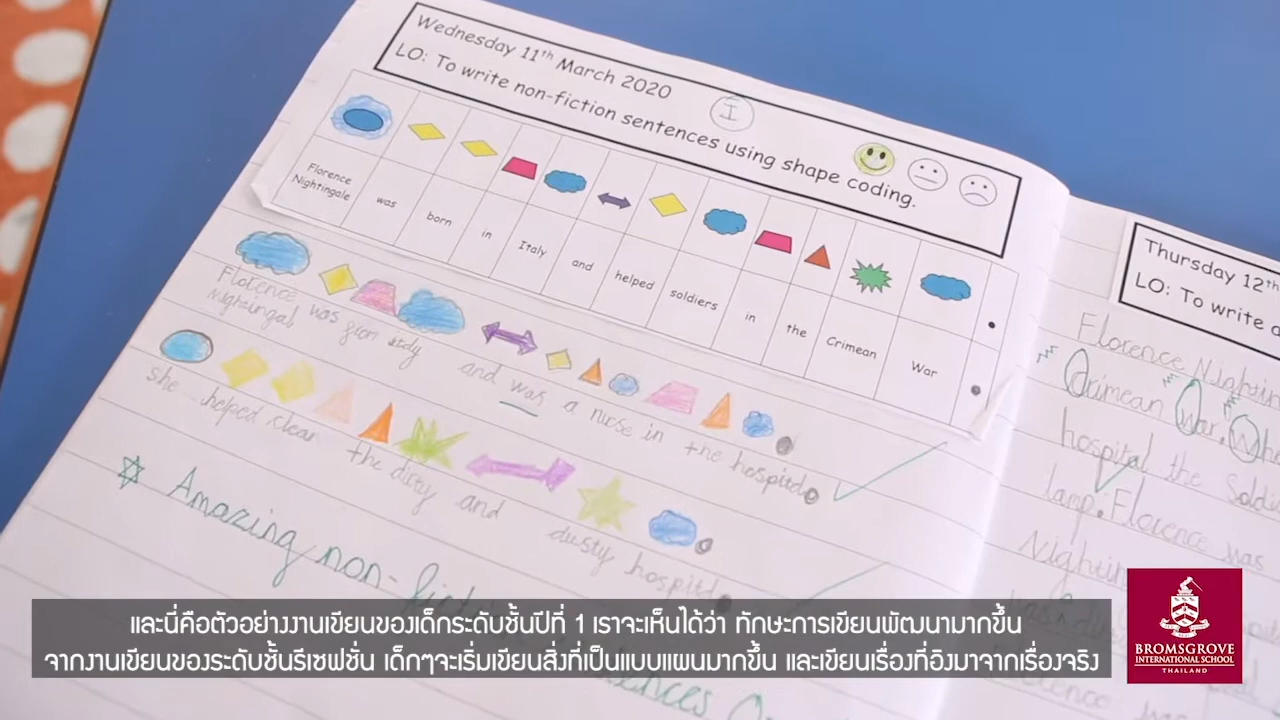 Wednesday 11th March 2020
LO: To write non-fiction sentences using shape coding.
I
Florence Nightingale was born in Italy and helped soldiers in the Crimean War .
Florence was from itdy and was a nurse in the hospitd.
Nightingal
she helped clean the dirty and dusty hospitd.
Amazing non-fict
Thursday 12th
LO: To write a
Florence Nightin
Crimean War. Whe
hospital the Soldi
lamp. Florence was
Nightin
และนี่คือตัวอย่างงานเขียนของเด็กระดับชั้นปีที่ 1 เราจะเห็นได้ว่า ทักษะการเขียนพัฒนามากขึ้น
จากงานเขียนของระดับชั้นรีเซฟชั่น เด็กๆจะเริ่มเขียนสิ่งที่เป็นแบบแผนมากขึ้น และเขียนเรื่องที่อิงมาจากเรื่องจริง
BROMSGROVE
INTERNATIONAL SCHOOL
THAILAND